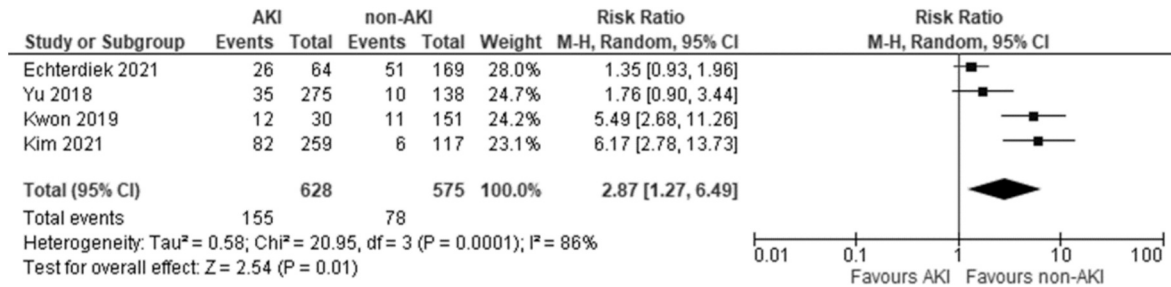 AKI non-AKI Risk Ratio Risk Ratio
Study or Subgroup Events Total Events Total Weight M-H, Random, 95% CI M-H, Random, 95% CI
Echterdiek 2021 26 64 51 169 28.0% 1.35 [0.93, 1.96]
Yu 2018 35 275 10 138 24.7% 1.76 [0.90, 3.44]
Kwon 2019 12 30 11 151 24.2% 5.49 [2.68, 11.26]
Kim 2021 82 259 6 117 23.1% 6.17 [2.78, 13.73]
Total (95% CI) 628 575 100.0% 2.87 [1.27, 6.49]
Total events 155 78
Heterogeneity: Tau² = 0.58; Chi² = 20.95, df = 3 (P = 0.0001); I² = 86%
Test for overall effect: Z = 2.54 (P = 0.01)
0.01 0.1 1 10 100
Favours AKI Favours non-AKI